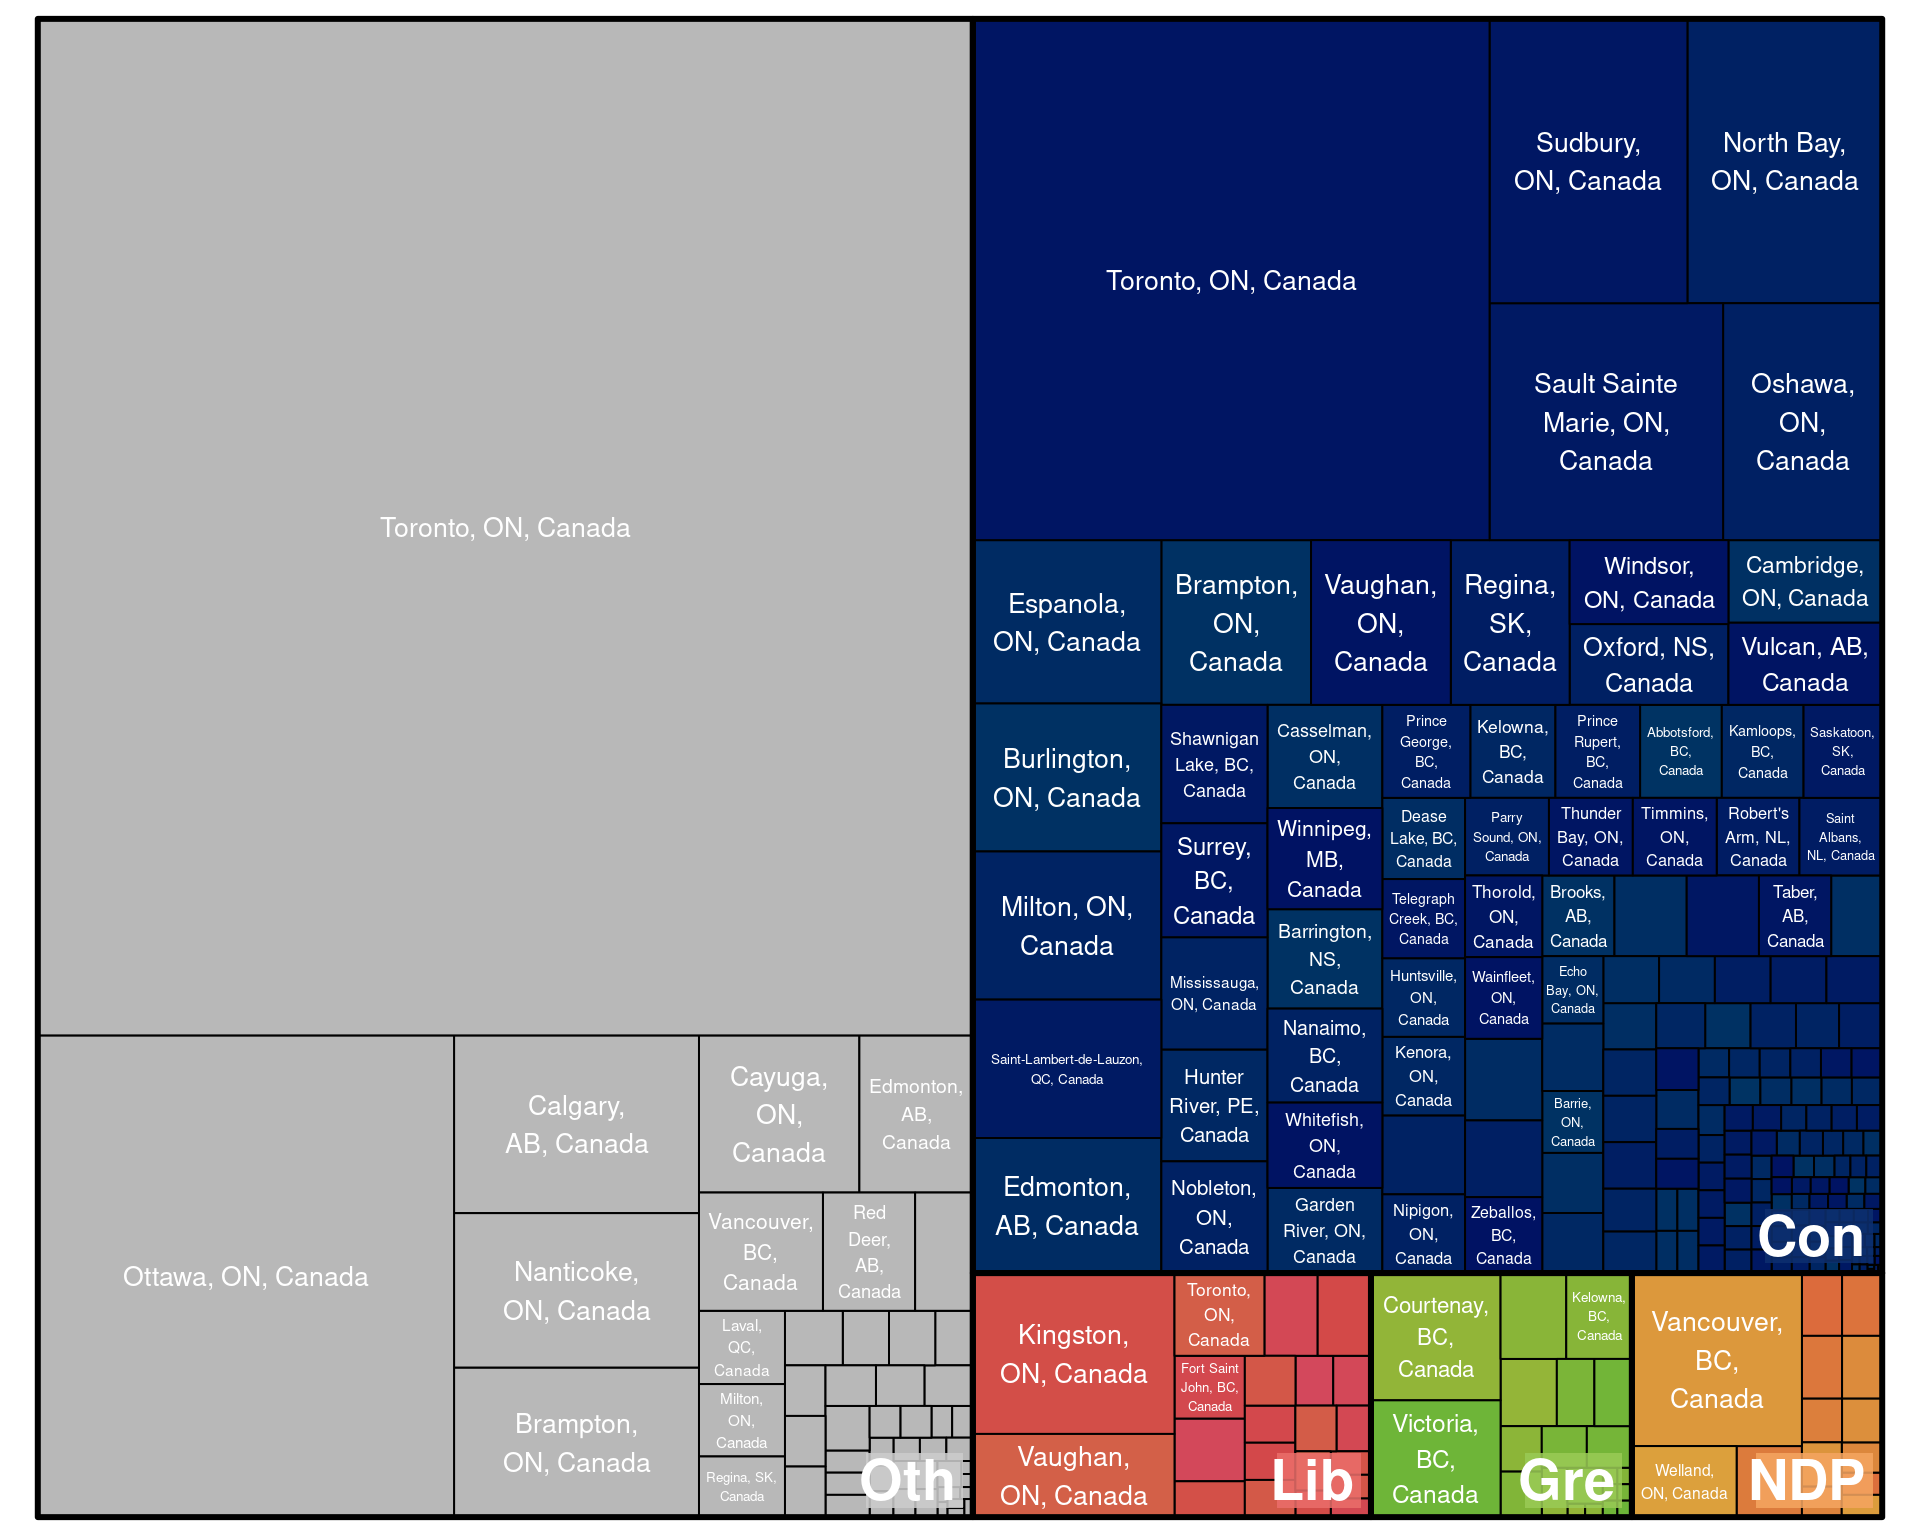 Toronto, ON, Canada
Ottawa, ON, Canada
Calgary,
AB, Canada
Nanticoke,
ON, Canada
Brampton,
ON, Canada
Cayuga,
ON,
Canada
Edmonton,
AB,
Canada
Vancouver,
BC,
Canada
Red
Deer,
AB,
Canada
Laval,
QC,
Canada
Milton,
ON,
Canada
Regina, SK,
Canada
Oth
Toronto, ON, Canada
Sudbury,
ON, Canada
North Bay,
ON, Canada
Sault Sainte
Marie, ON,
Canada
Oshawa,
ON,
Canada
Espanola,
ON, Canada
Burlington,
ON, Canada
Milton, ON,
Canada
Saint-Lambert-de-Lauzon,
QC, Canada
Edmonton,
AB, Canada
Brampton,
ON,
Canada
Vaughan,
ON,
Canada
Regina,
SK,
Canada
Windsor,
ON, Canada
Cambridge,
ON, Canada
Oxford, NS,
Canada
Vulcan, AB,
Canada
Shawnigan
Lake, BC,
Canada
Surrey,
BC,
Canada
Mississauga,
ON, Canada
Hunter
River, PE,
Canada
Nobleton,
ON,
Canada
Casselman,
ON,
Canada
Winnipeg,
MB,
Canada
Barrington,
NS,
Canada
Nanaimo,
BC,
Canada
Whitefish,
ON,
Canada
Garden
River, ON,
Canada
Prince
George,
BC,
Canada
Kelowna,
BC,
Canada
Prince
Rupert,
BC,
Canada
Abbotsford,
BC,
Canada
Kamloops,
BC,
Canada
Saskatoon,
SK,
Canada
Dease
Lake, BC,
Canada
Telegraph
Creek, BC,
Canada
Huntsville,
ON,
Canada
Kenora,
ON,
Canada
Nipigon,
ON,
Canada
Parry
Sound, ON,
Canada
Thunder
Bay, ON,
Canada
Timmins,
ON,
Canada
Robert's
Arm, NL,
Canada
Saint
Albans,
NL, Canada
Thorold,
ON,
Canada
Wainfleet,
ON,
Canada
Zeballos,
BC,
Canada
Brooks,
AB,
Canada
Taber,
AB,
Canada
Echo
Bay, ON,
Canada
Barrie,
ON,
Canada
Con
Kingston,
ON, Canada
Vaughan,
ON, Canada
Toronto,
ON,
Canada
Fort Saint
John, BC,
Canada
Lib
Courtenay,
BC,
Canada
Victoria,
BC,
Canada
Kelowna,
BC,
Canada
Gre
Vancouver,
BC,
Canada
Welland,
ON, Canada
NDP